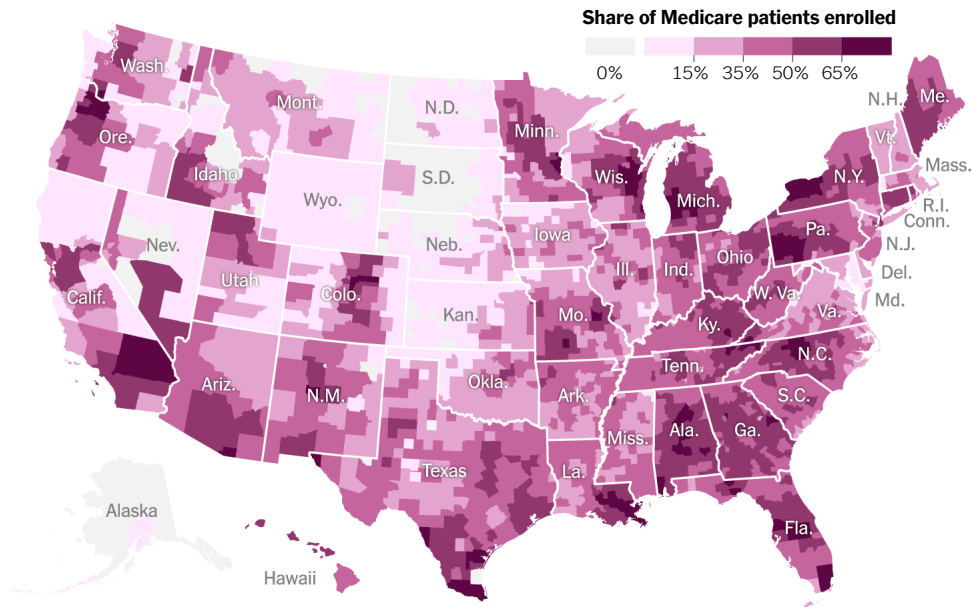 Share of Medicare patients enrolled
0% 15% 35% 50% 65%
Wash.
Mont.
N.D.
Minn.
N.H.
Me.
Vt.
Ore.
Idaho
S.D.
Wis.
Mich.
N.Y.
Mass.
R.I.
Conn.
Wyo.
Nev.
Neb.
Iowa
Pa.
N.J.
Utah
Colo.
Ill.
Ind.
Ohio
Del.
Md.
Calif.
Kan.
Mo.
W. Va.
Va.
Ky.
Ariz.
N.M.
Okla.
Ark.
Tenn.
N.C.
S.C.
Texas
La.
Miss.
Ala.
Ga.
Alaska
Fla.
Hawaii